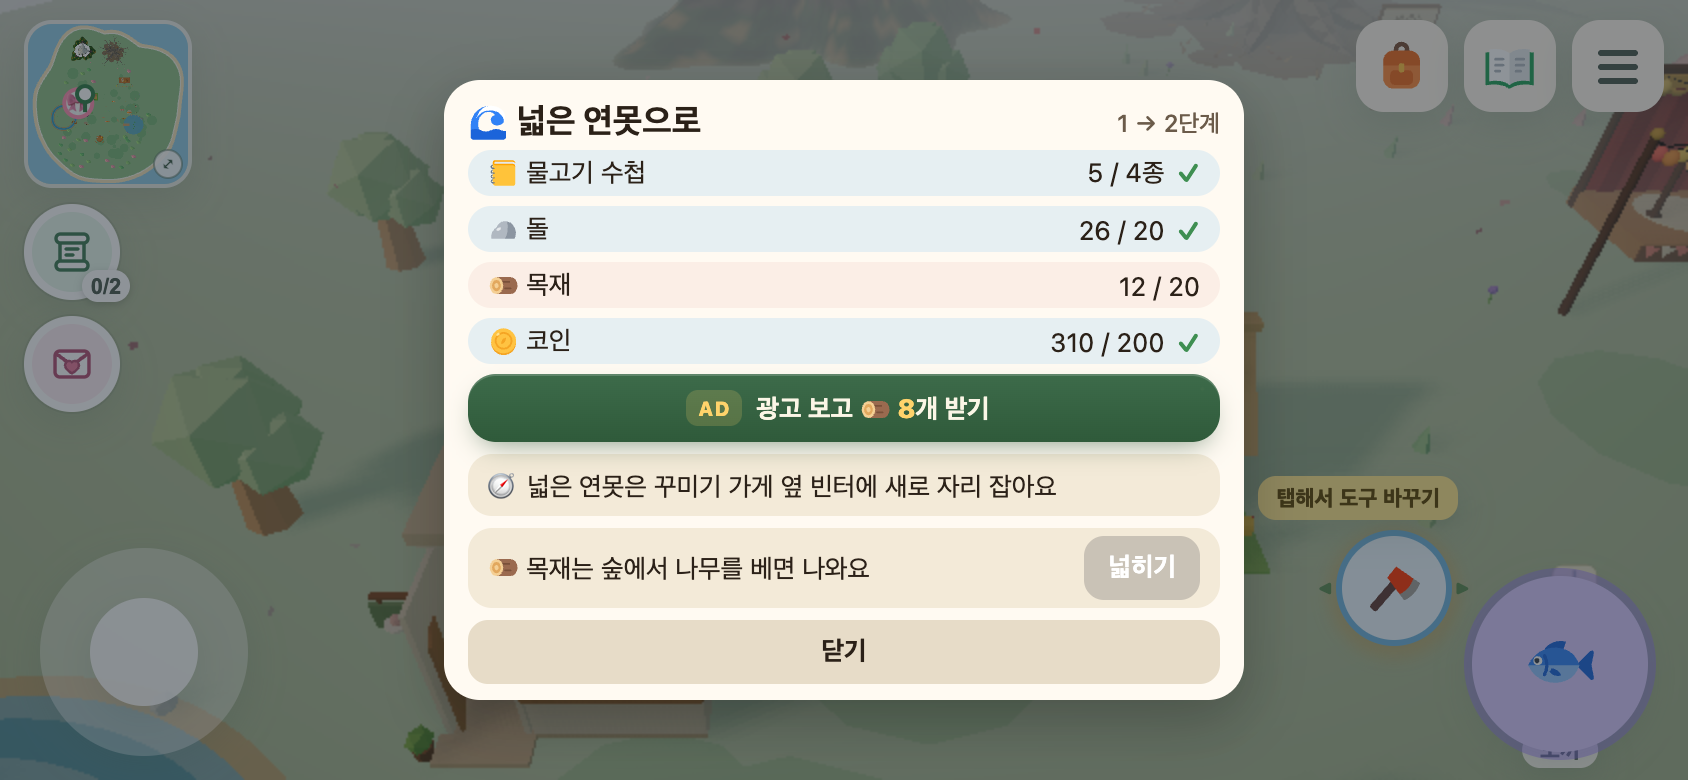 넓은 연못으로
1 → 2단계
물고기 수첩
5 / 4종
돌
26 / 20
목재
12 / 20
코인
310 / 200
AD 광고 보고 8개 받기
넓은 연못은 꾸미기 가게 옆 빈터에 새로 자리 잡아요
목재는 숲에서 나무를 베면 나와요
넓히기
닫기
0/2
탭해서 도구 바꾸기